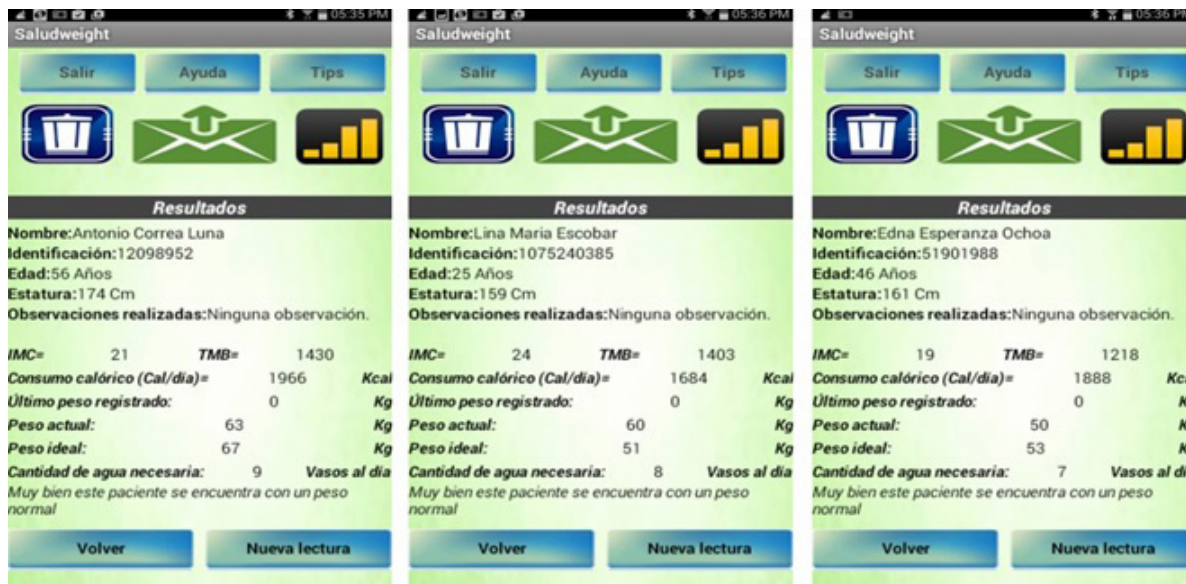 05:35 PM
Saludweight
Salir Ayuda Tips
Resultados
Nombre:Antonio Correa Luna
Identificación:12098952
Edad:56 Años
Estatura:174 Cm
Observaciones realizadas:Ninguna observación.
IMC= 21 TMB= 1430
Consumo calórico (Cal/día)= 1966 Kcal
Último peso registrado: 0 Kg
Peso actual: 63 Kg
Peso ideal: 67 Kg
Cantidad de agua necesaria: 9 Vasos al día
Muy bien este paciente se encuentra con un peso
normal
Volver Nueva lectura
05:36 PM
Saludweight
Salir Ayuda Tips
Resultados
Nombre:Lina Maria Escobar
Identificación:1075240385
Edad:25 Años
Estatura:159 Cm
Observaciones realizadas:Ninguna observación.
IMC= 24 TMB= 1403
Consumo calórico (Cal/día)= 1684 Kcal
Último peso registrado: 0 Kg
Peso actual: 60 Kg
Peso ideal: 51 Kg
Cantidad de agua necesaria: 8 Vasos al día
Muy bien este paciente se encuentra con un peso
normal
Volver Nueva lectura
05:36 PM
Saludweight
Salir Ayuda Tips
Resultados
Nombre:Edna Esperanza Ochoa
Identificación:51901988
Edad:46 Años
Estatura:161 Cm
Observaciones realizadas:Ninguna observación.
IMC= 19 TMB= 1218
Consumo calórico (Cal/día)= 1888 Kc
Último peso registrado: 0 K
Peso actual: 50 K
Peso ideal: 53 K
Cantidad de agua necesaria: 7 Vasos al dí
Muy bien este paciente se encuentra con un peso
normal
Volver Nueva lectura